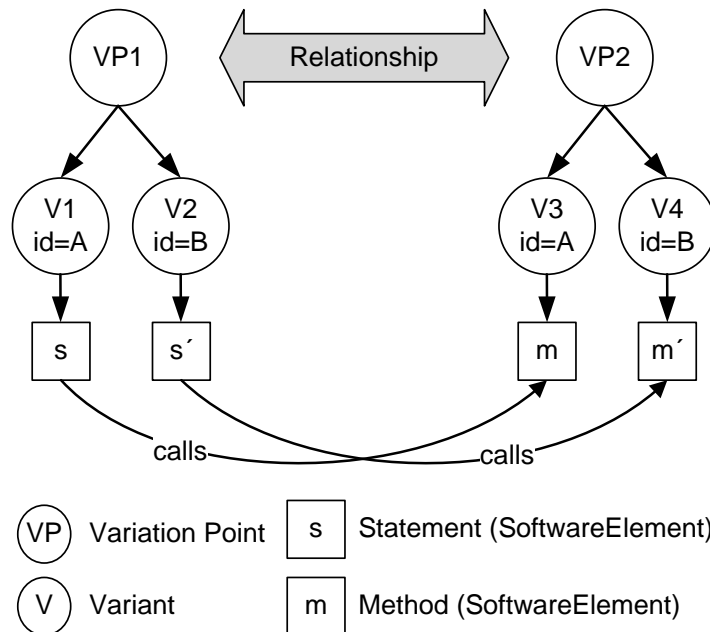 VP1
Relationship
VP2
V1
id=A
V2
id=B
V3
id=A
V4
id=B
s
s´
m
m´
calls
calls
VP Variation Point
s Statement (SoftwareElement)
V Variant
m Method (SoftwareElement)